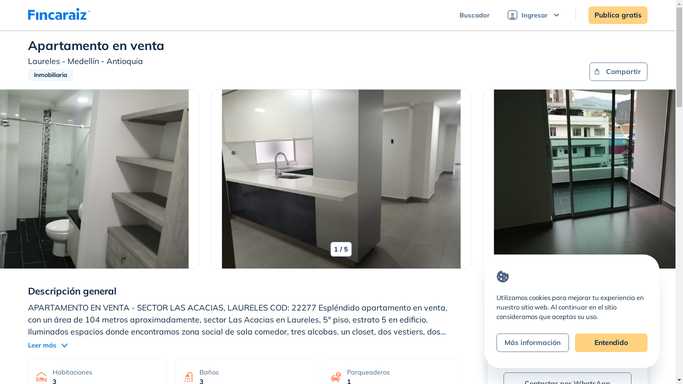 Fincaraiz
Buscador
Ingresar
Publica gratis
Apartamento en venta
Laureles - Medellín - Antioquia
Inmobiliaria
Compartir
1 / 5
Descripción general
APARTAMENTO EN VENTA - SECTOR LAS ACACIAS, LAURELES COD: 22277 Espléndido apartamento en venta,
con un área de 104 metros aproximadamente, sector Las Acacias en Laureles, 5° piso, estrato 5 en edificio,
Iluminados espacios donde encontramos zona social de sala comedor, tres alcobas, un closet, dos vestiers, dos...
Leer más
Habitaciones
3
Baños
3
Parqueaderos
1
Utilizamos cookies para mejorar tu experiencia en
nuestro sitio web. Al continuar en el sitio
consideramos que aceptas su uso.
Más información
Entendido
Contactar por WhatsApp